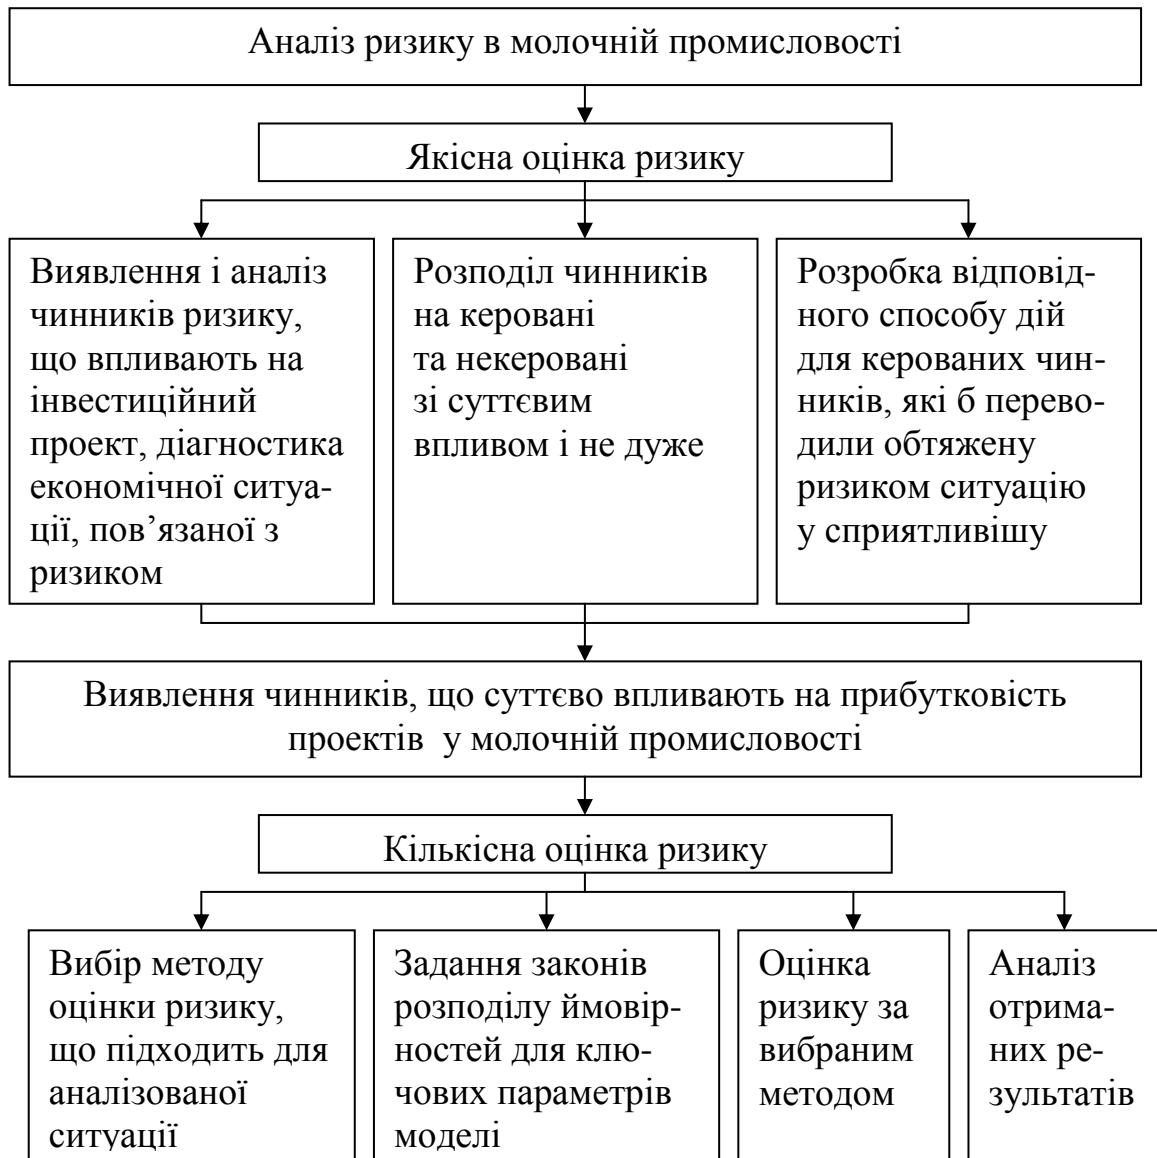 Аналіз ризику в молочній промисловості
Якісна оцінка ризику
Виявлення і аналіз
чинників ризику,
що впливають на
інвестиційний
проект, діагностика
економічної ситуа-
ції, пов’язаної з
ризиком
Розподіл чинників
на керовані
та некеровані
зі суттєвим
впливом і не дуже
Розробка відповід-
ного способу дій
для керованих чин-
ників, які б перево-
дили обтяжену
ризиком ситуацію
у сприятливішу
Виявлення чинників, що суттєво впливають на прибутковість
проектів у молочній промисловості
Кількісна оцінка ризику
Вибір методу
оцінки ризику,
що підходить для
аналізованої
ситуації
Задання законів
розподілу ймовір-
ностей для клю-
чових параметрів
моделі
Оцінка
ризику за
вибраним
методом
Аналіз
отрима-
них ре-
зультатів